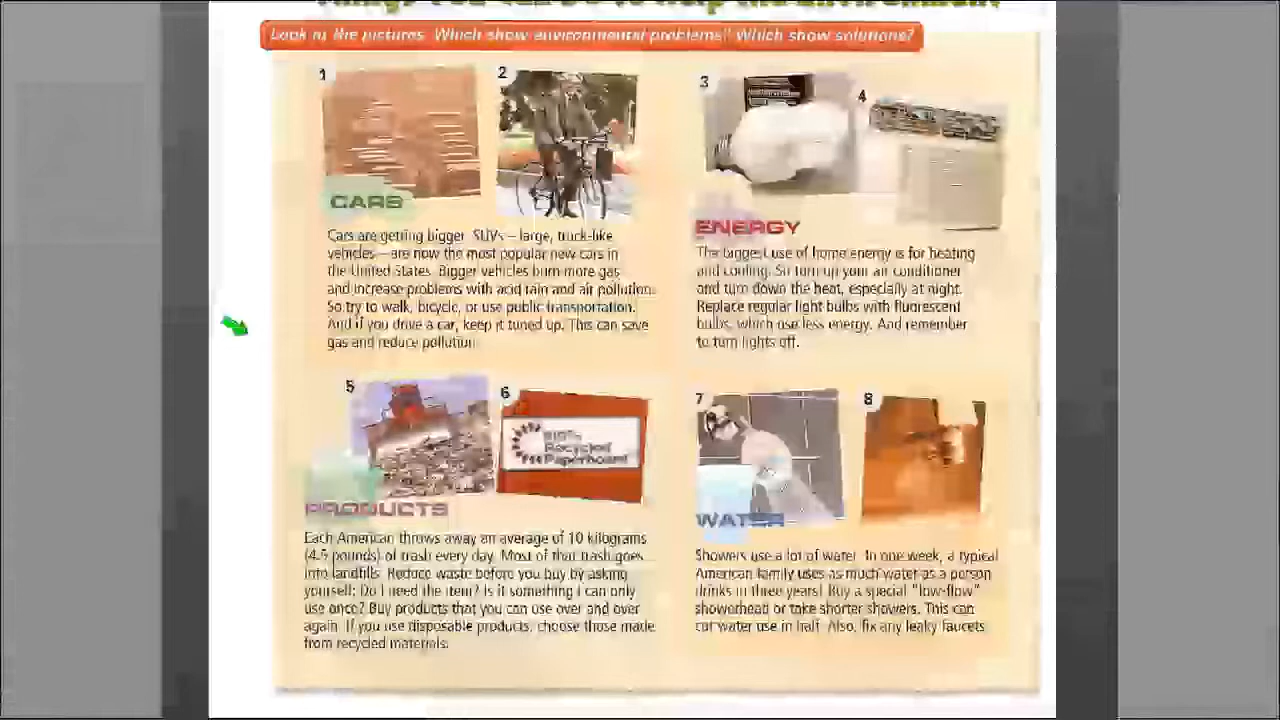 Things You Can Do to Help the Environment
Look at the pictures. Which show environmental problems? Which show solutions?
1
2
3
4
CARS
Cars are getting bigger. SUVs – large, truck-like
vehicles – are now the most popular new cars in
the United States. Bigger vehicles burn more gas
and increase problems with acid rain and air pollution.
So try to walk, bicycle, or use public transportation.
And if you drive a car, keep it tuned up. This can save
gas and reduce pollution.
ENERGY
The biggest use of home energy is for heating
and cooling. So turn up your air conditioner
and turn down the heat, especially at night.
Replace regular light bulbs with fluorescent
bulbs, which use less energy. And remember
to turn lights off.
5
6
Recycled
Paperboard
7
8
PRODUCTS
Each American throws away an average of 10 kilograms
(4.5 pounds) of trash every day. Most of that trash goes
into landfills. Reduce waste before you buy by asking
yourself: Do I need the item? Is it something I can only
use once? Buy products that you can use over and over
again. If you use disposable products, choose those made
from recycled materials.
WATER
Showers use a lot of water. In one week, a typical
American family uses as much water as a person
drinks in three years! Buy a special "low-flow"
showerhead or take shorter showers. This can
cut water use in half. Also, fix any leaky faucets.